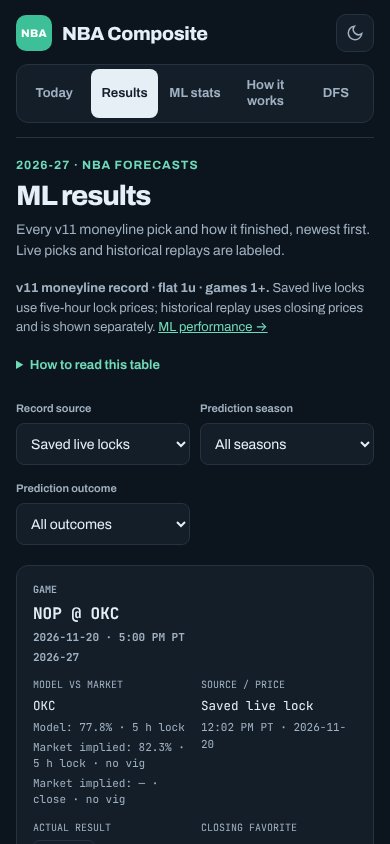 NBA
NBA Composite
Today
Results
ML stats
How it
works
DFS
2026-27 · NBA FORECASTS
ML results
Every v11 moneyline pick and how it finished, newest first.
Live picks and historical replays are labeled.
v11 moneyline record · flat 1u · games 1+. Saved live locks
use five-hour lock prices; historical replay uses closing prices
and is shown separately. ML performance →
▶ How to read this table
Record source
Prediction season
Saved live locks
All seasons
Prediction outcome
All outcomes
GAME
NOP @ OKC
2026-11-20 · 5:00 PM PT
2026-27
MODEL VS MARKET
SOURCE / PRICE
OKC
Saved live lock
Model: 77.8% · 5 h lock
12:02 PM PT · 2026-11-
20
Market implied: 82.3% ·
5 h lock · no vig
Market implied: — ·
close · no vig
ACTUAL RESULT
CLOSING FAVORITE